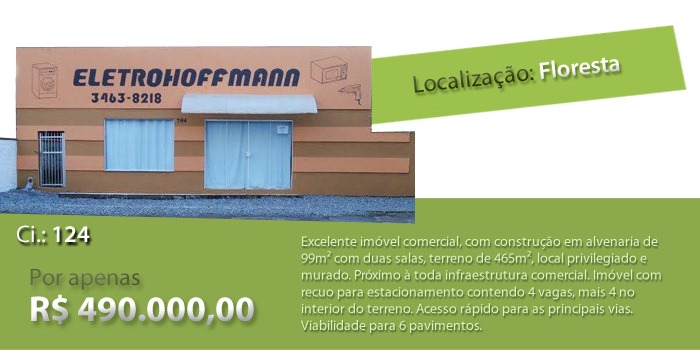 ELETROHOFFMANN
3463-8218
194
Localização: Floresta
Ci.: 124
Por apenas
R$ 490.000,00
Excelente imóvel comercial, com construção em alvenaria de
99m² com duas salas, terreno de 465m², local privilegiado e
murado. Próximo à toda infraestrutura comercial. Imóvel com
recuo para estacionamento contendo 4 vagas, mais 4 no
interior do terreno. Acesso rápido para as principais vias.
Viabilidade para 6 pavimentos.